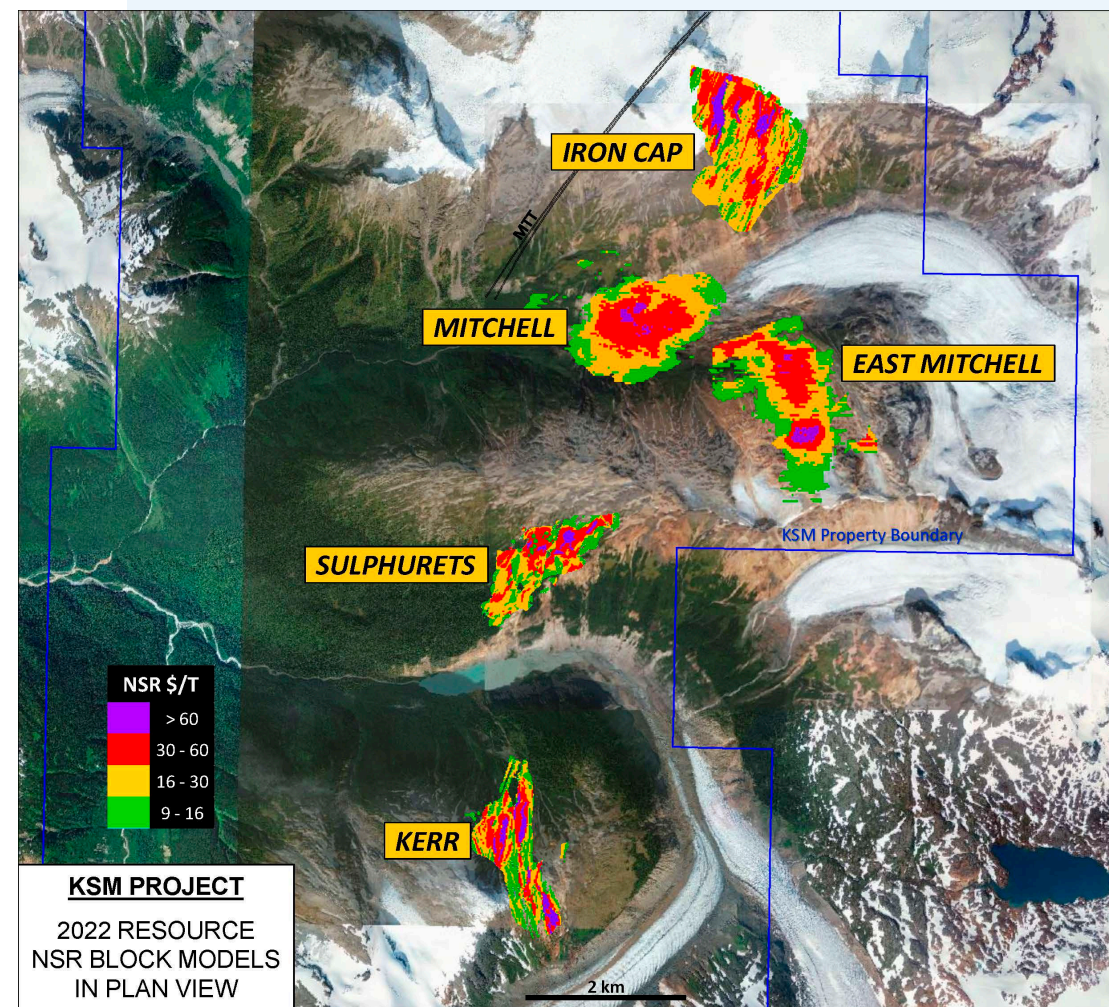 IRON CAP
MTT
MITCHELL
EAST MITCHELL
KSM Property Boundary
SULPHURETS
NSR $/T
> 60
30 - 60
16 - 30
9 - 16
KERR
KSM PROJECT
2022 RESOURCE
NSR BLOCK MODELS
IN PLAN VIEW
2 km